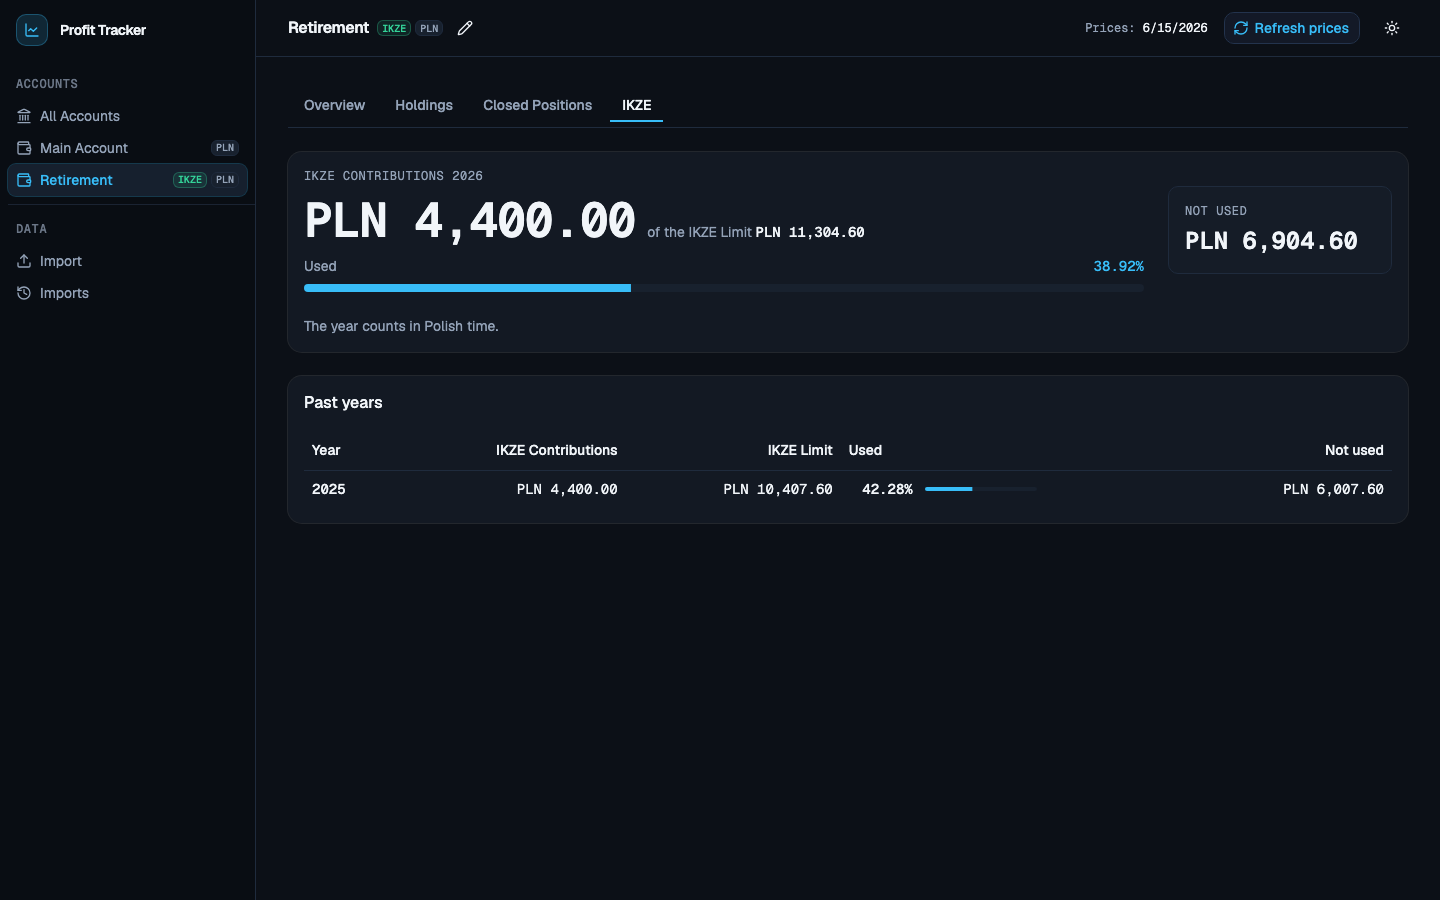 Profit Tracker
ACCOUNTS
All Accounts
Main Account PLN
Retirement IKZE PLN
DATA
Import
Imports
Retirement IKZE PLN
Prices: 6/15/2026
Refresh prices
Overview Holdings Closed Positions IKZE
IKZE CONTRIBUTIONS 2026
PLN 4,400.00 of the IKZE Limit PLN 11,304.60
Used 38.92%
The year counts in Polish time.
NOT USED
PLN 6,904.60
Past years
Year IKZE Contributions IKZE Limit Used Not used
2025 PLN 4,400.00 PLN 10,407.60 42.28% PLN 6,007.60